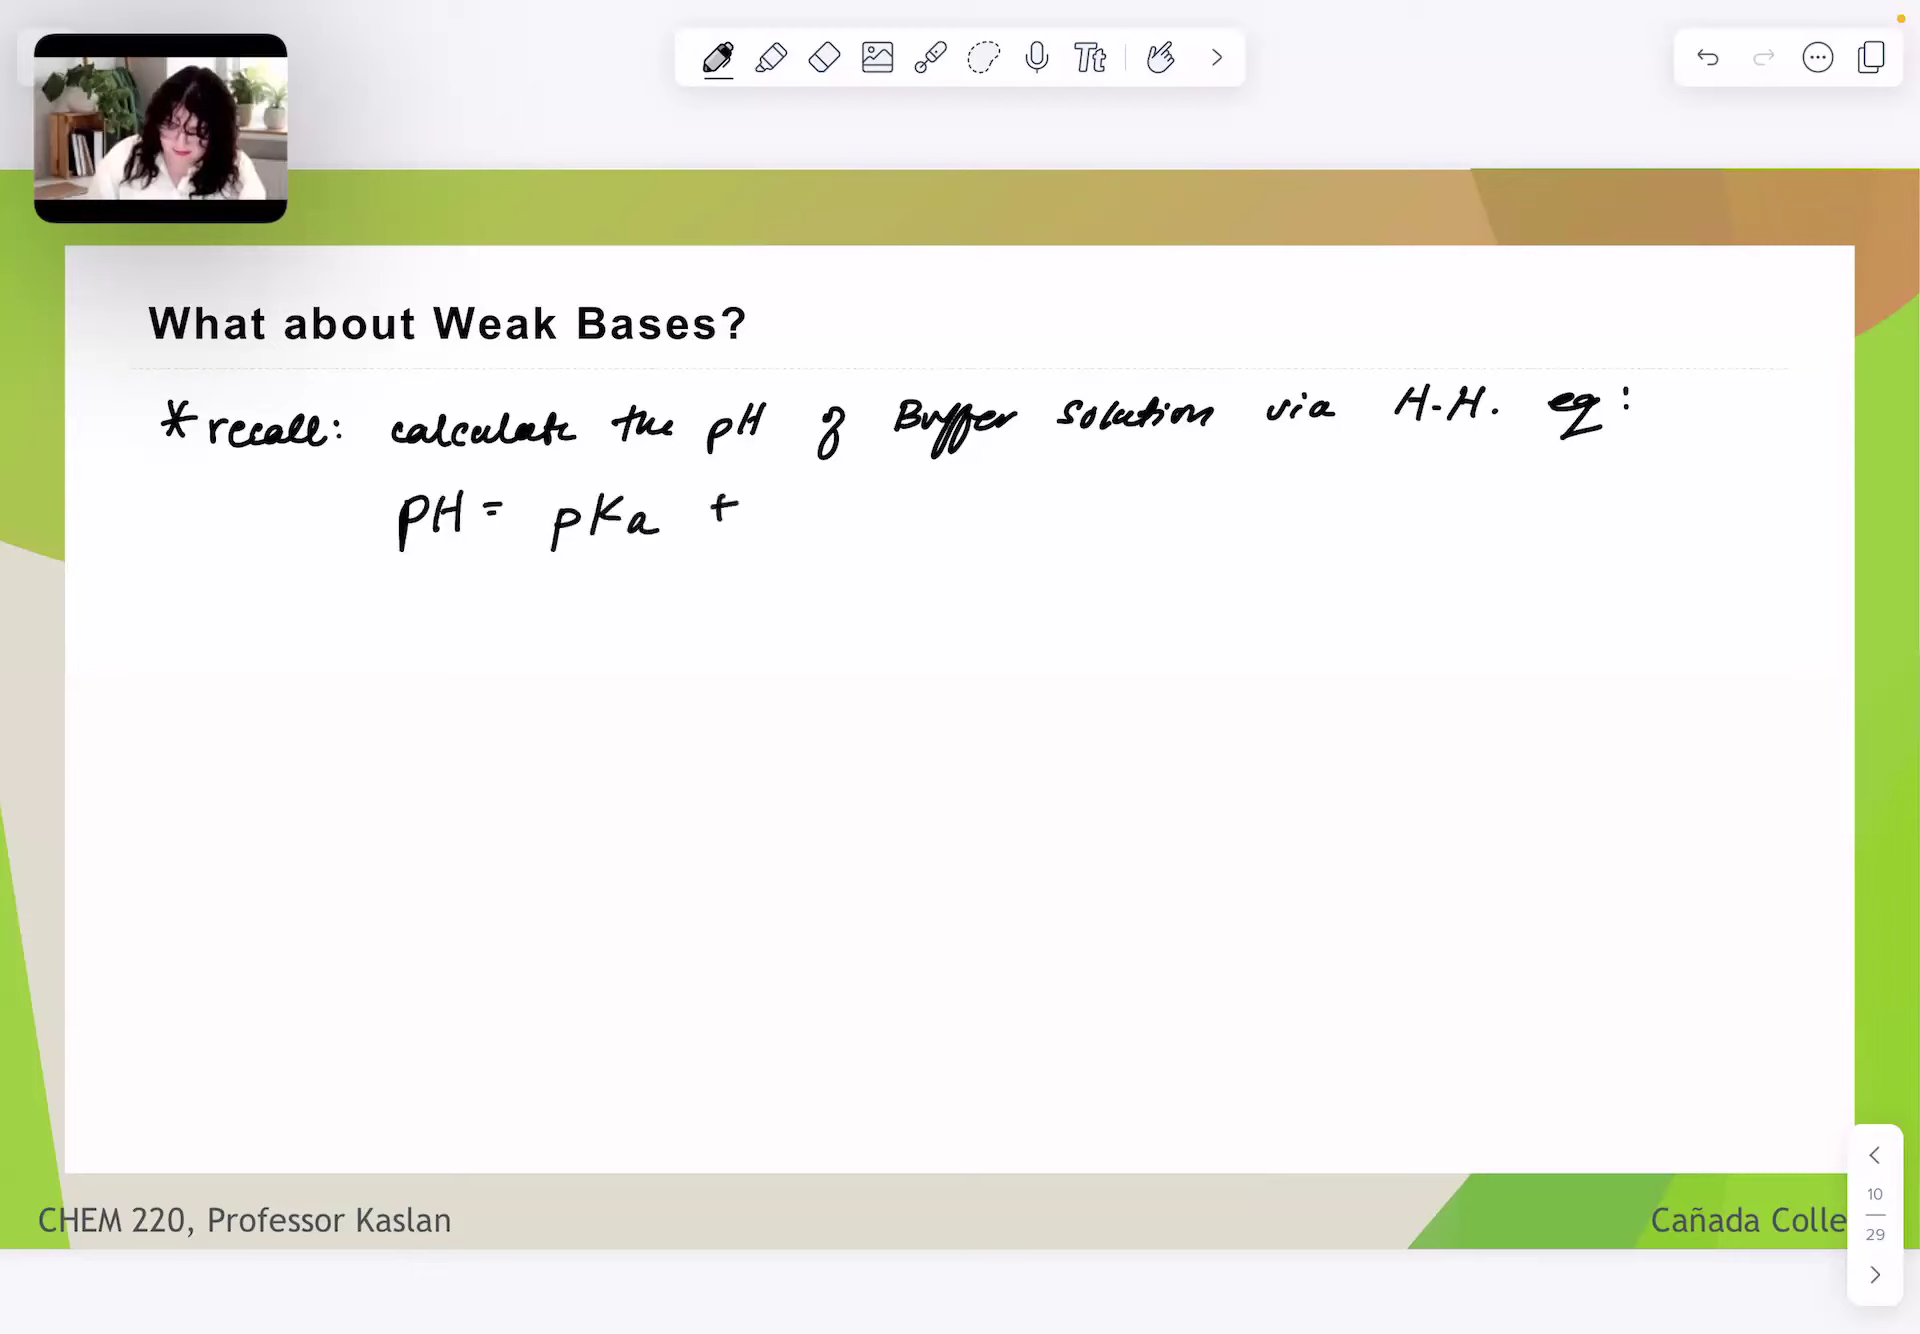 Tt
What about Weak Bases?
* recall: calculate the pH of Buffer solution via H-H. eq:
pH = pKa +
10
29
CHEM 220, Professor Kaslan
Cañada Colle